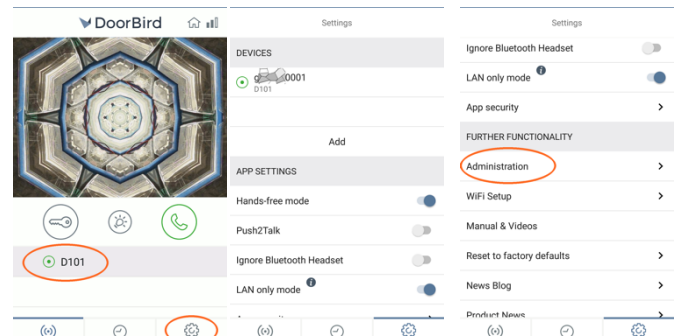 DoorBird
D101
Settings
DEVICES
0001
D101
Add
APP SETTINGS
Hands-free mode
Push2Talk
Ignore Bluetooth Headset
LAN only mode
Settings
Ignore Bluetooth Headset
LAN only mode
App security
FURTHER FUNCTIONALITY
Administration
WiFi Setup
Manual & Videos
Reset to factory defaults
News Blog
Product News